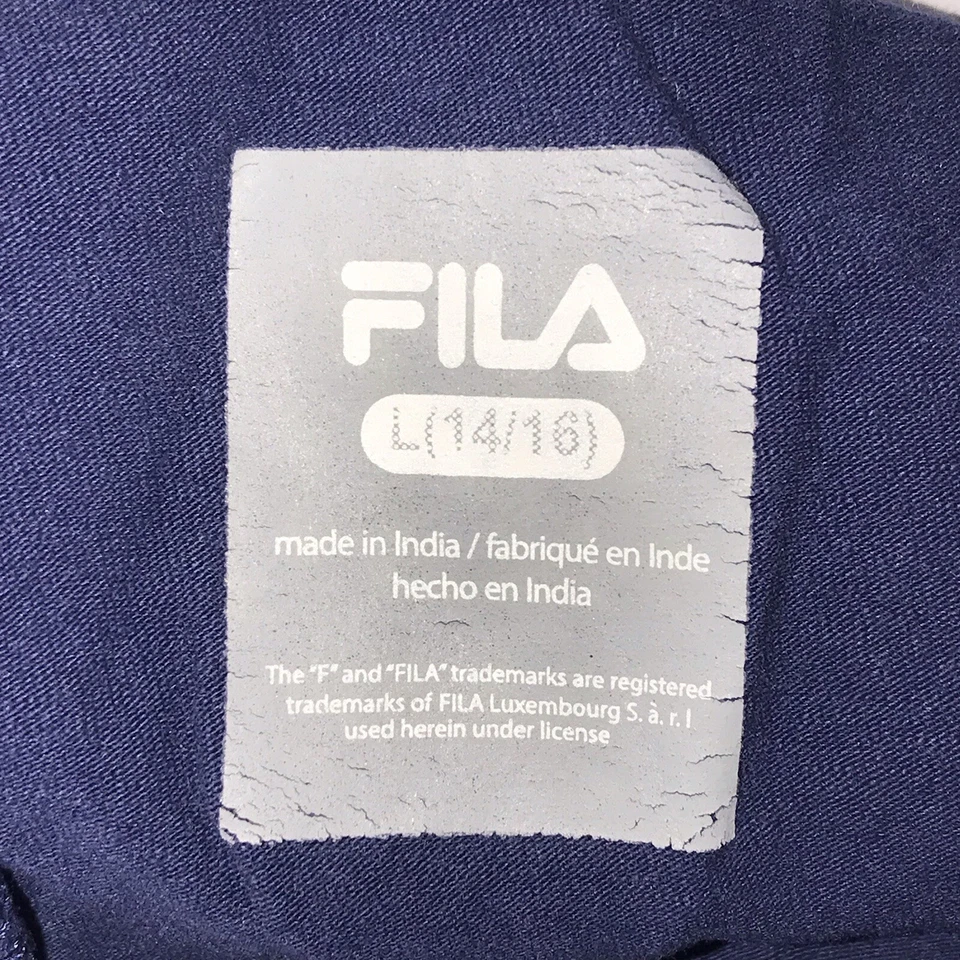 FILA
L(14/16)
made in India / fabriqué en Inde
hecho en India
The "F" and "FILA" trademarks are registered
trademarks of FILA Luxembourg S. à. r. l
used herein under license